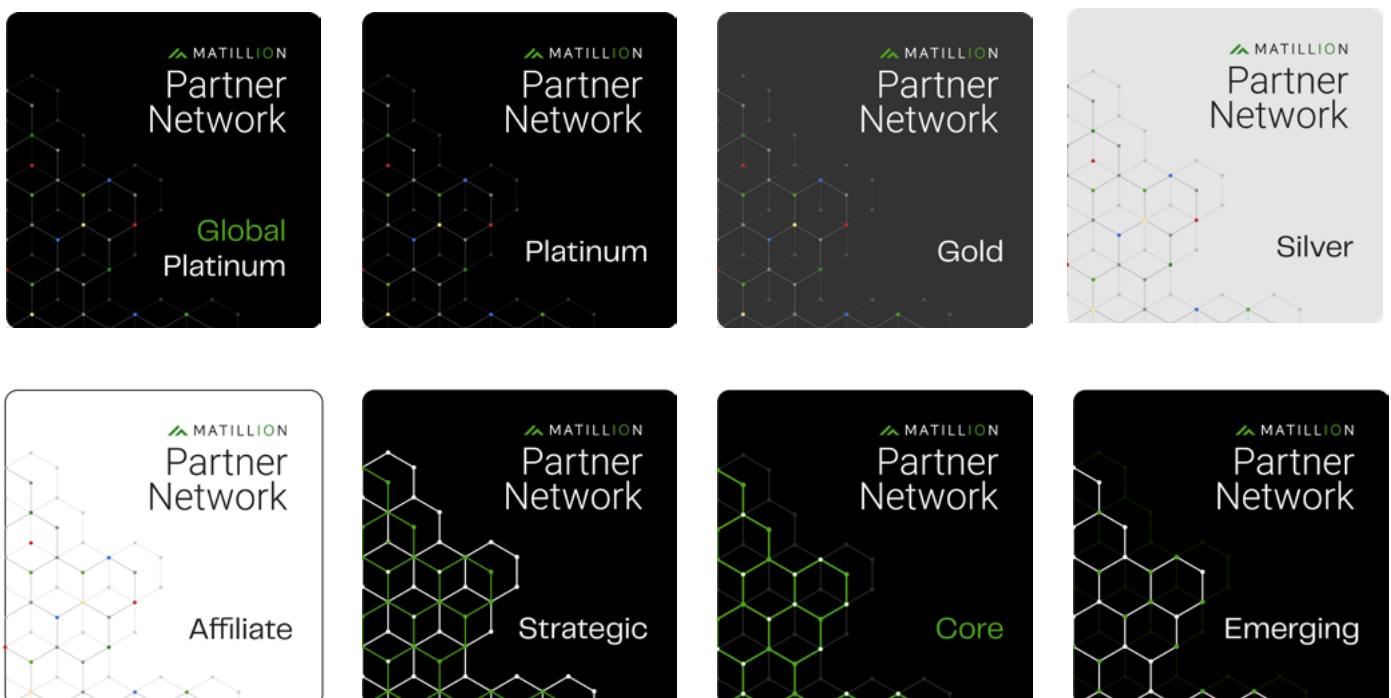 MATILLION
Partner
Network
Global
Platinum
MATILLION
Partner
Network
Platinum
MATILLION
Partner
Network
Gold
MATILLION
Partner
Network
Silver
MATILLION
Partner
Network
Affiliate
MATILLION
Partner
Network
Strategic
MATILLION
Partner
Network
Core
MATILLION
Partner
Network
Emerging